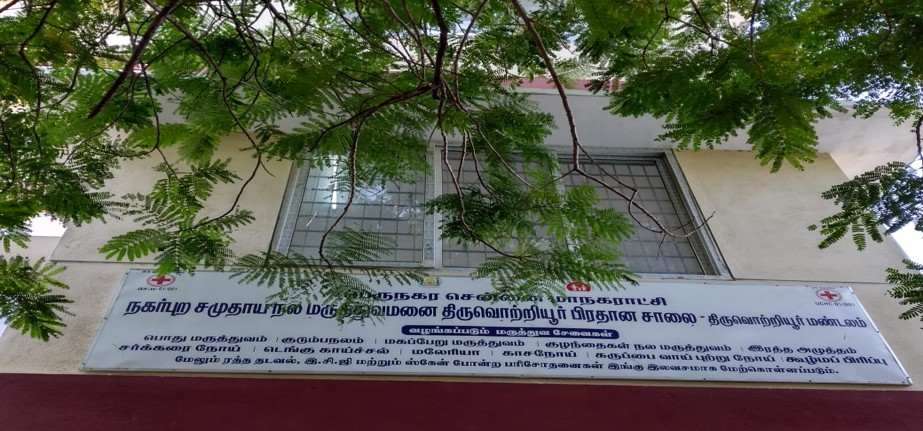 பெருநகர சென்னை மாநகராட்சி
நகர்புற சமுதாய நல மருத்துவமனை திருவொற்றியூர் பிரதான சாலை - திருவொற்றியூர் மண்டலம்
வழங்கப்படும் மருத்துவ சேவைகள்
பொது மருத்துவம் | குடும்பநலம் | மகப்பேறு மருத்துவம் | குழந்தைகள் நல மருத்துவம் | இரத்த அழுத்தம்
சர்க்கரை நோய் | டெங்கு காய்ச்சல் | மலேரியா | காசநோய் | கருப்பை வாய் புற்று நோய் |
மேலும் ரத்த தடவல், இ.சி.ஜி மற்றும் ஸ்கேன் போன்ற பரிசோதனைகள் இங்கு இலவசமாக மேற்கொள்ளப்படும்.